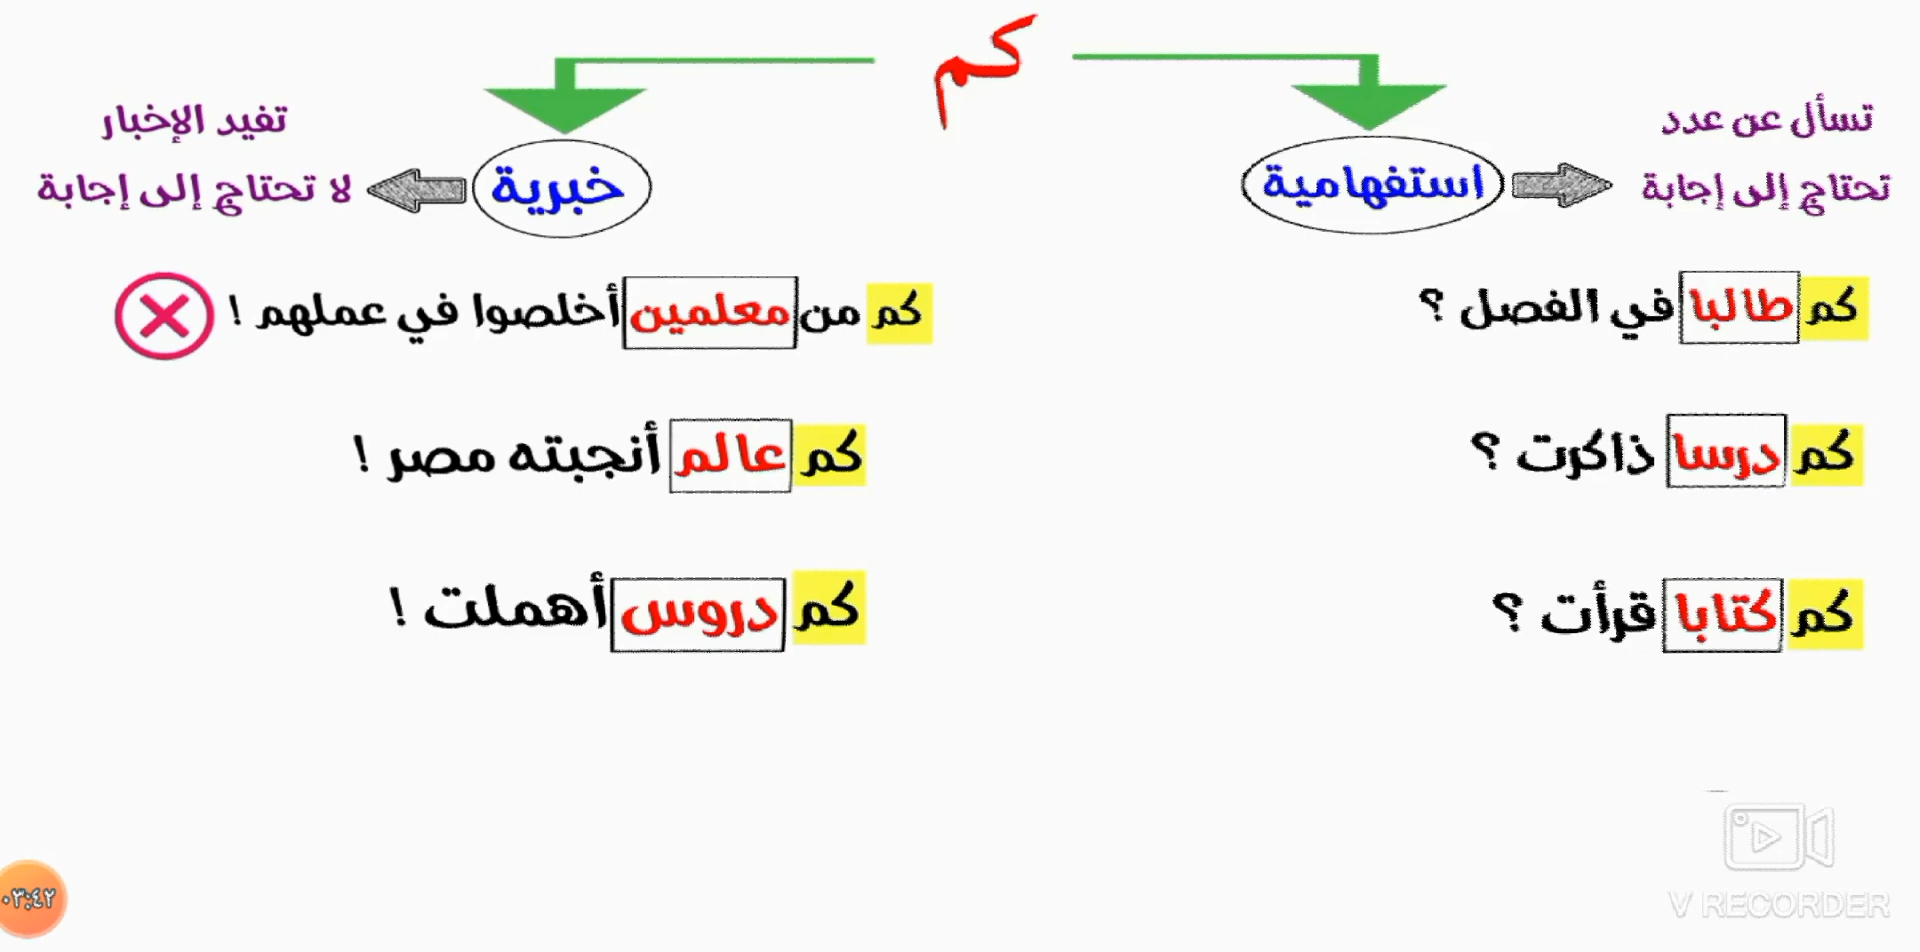 كم
تسأل عن عدد
تحتاج إلى إجابة
استفهامية
كم طالبا في الفصل ؟
كم درسا ذاكرت ؟
كم كتابا قرأت ؟
تفيد الإخبار
لا تحتاج إلى إجابة
خبرية
كم من معلمين أخلصوا في عملهم !
كم عالم أنجبته مصر !
كم دروس أهملت !
٠٣:٤٢
V RECORDER